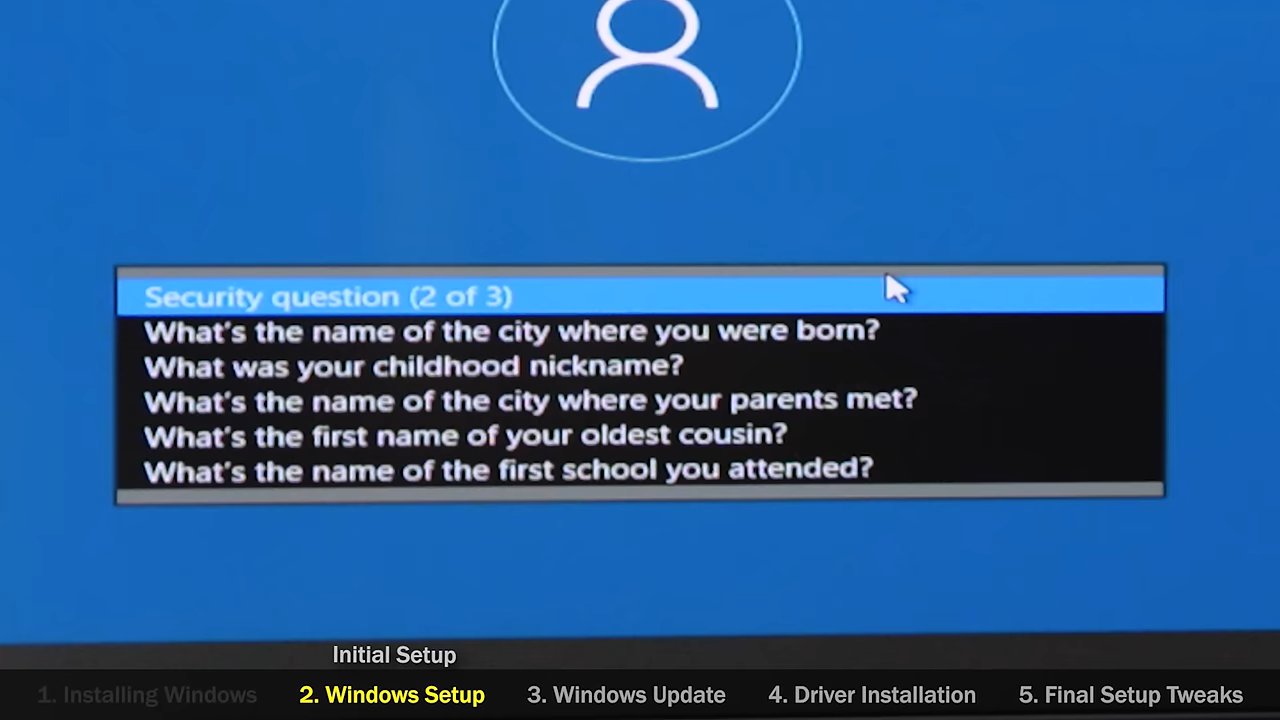 Security question (2 of 3)
What's the name of the city where you were born?
What was your childhood nickname?
What's the name of the city where your parents met?
What's the first name of your oldest cousin?
What's the name of the first school you attended?
Initial Setup
1. Installing Windows 2. Windows Setup 3. Windows Update 4. Driver Installation 5. Final Setup Tweaks